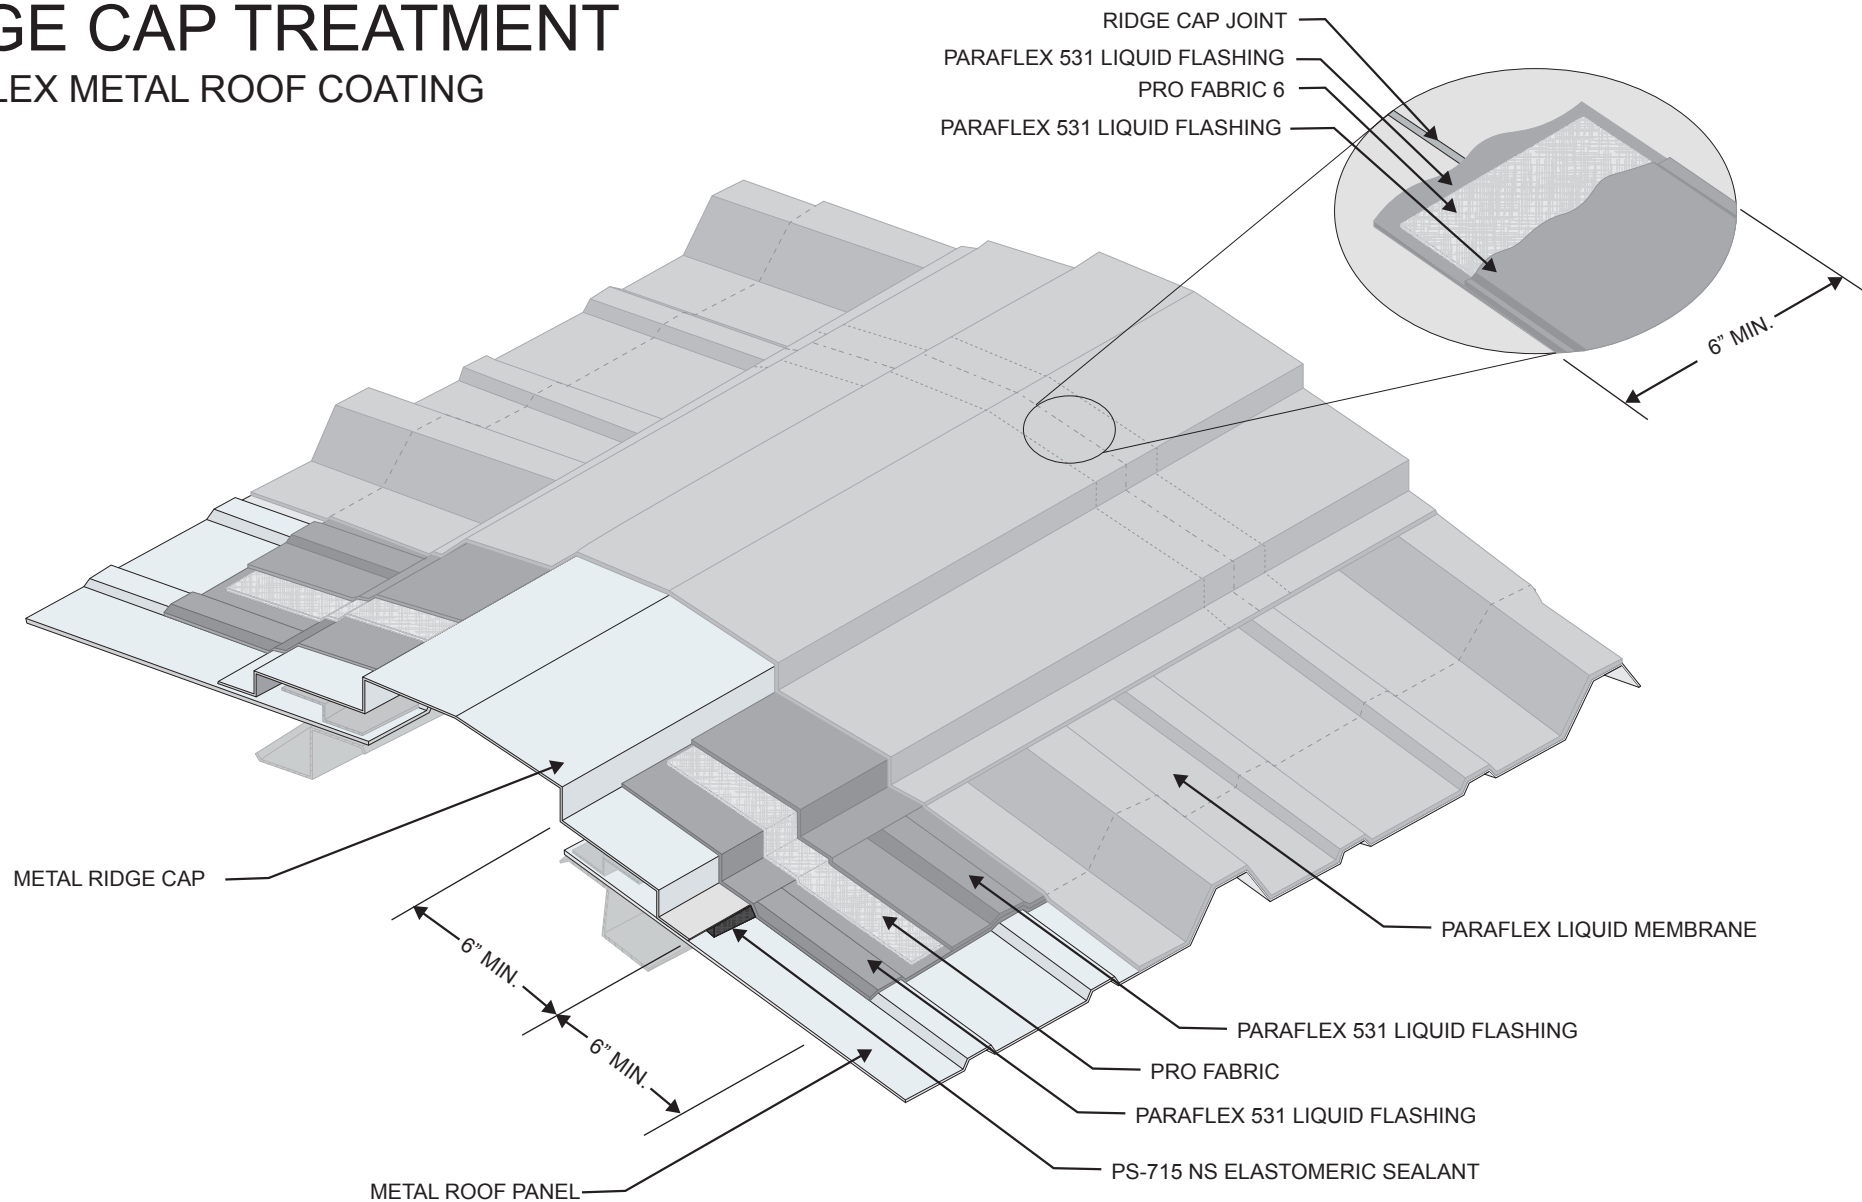 GE CAP TREATMENT
LEX METAL ROOF COATING
RIDGE CAP JOINT
PARAFLEX 531 LIQUID FLASHING
PRO FABRIC 6
PARAFLEX 531 LIQUID FLASHING
6” MIN.
METAL RIDGE CAP
6” MIN.
6” MIN.
PARAFLEX LIQUID MEMBRANE
PARAFLEX 531 LIQUID FLASHING
PRO FABRIC
PARAFLEX 531 LIQUID FLASHING
PS-715 NS ELASTOMERIC SEALANT
METAL ROOF PANEL